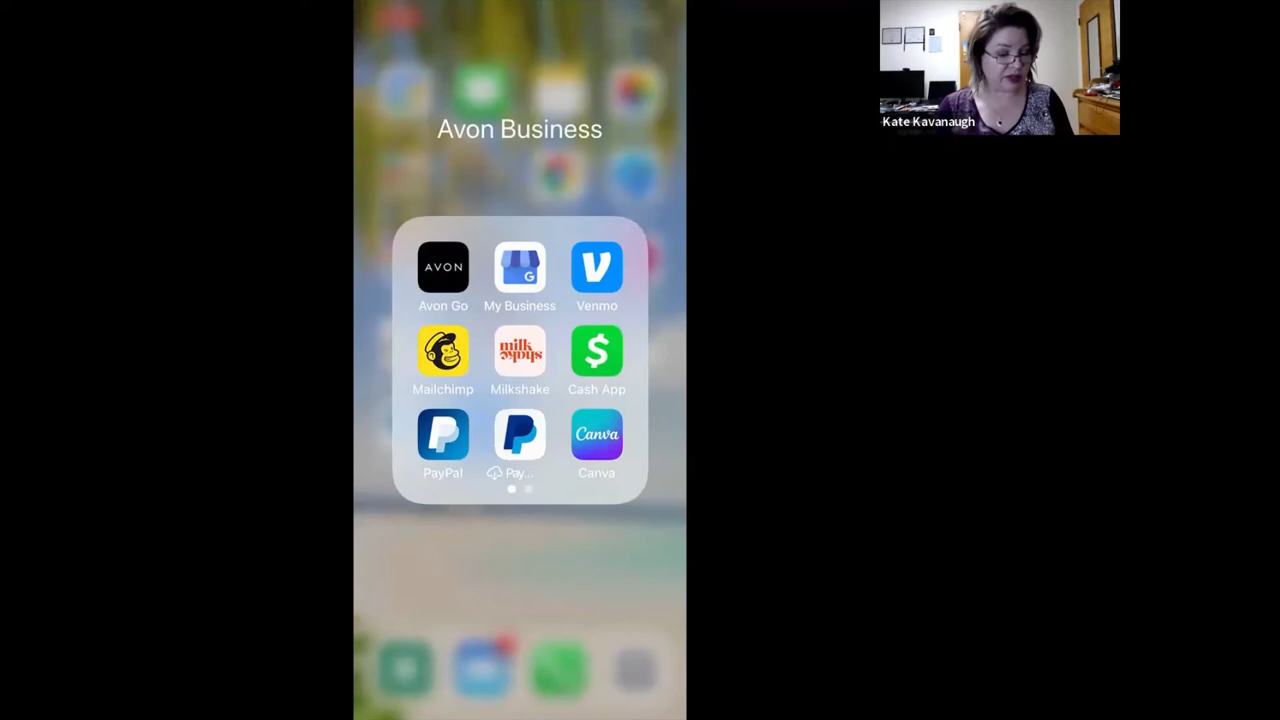 Avon Business
AVON
G
Avon Go
My Business
Venmo
milk
shake
$
Mailchimp
Milkshake
Cash App
Canva
PayPal
Pay...
Canva
Kate Kavanaugh